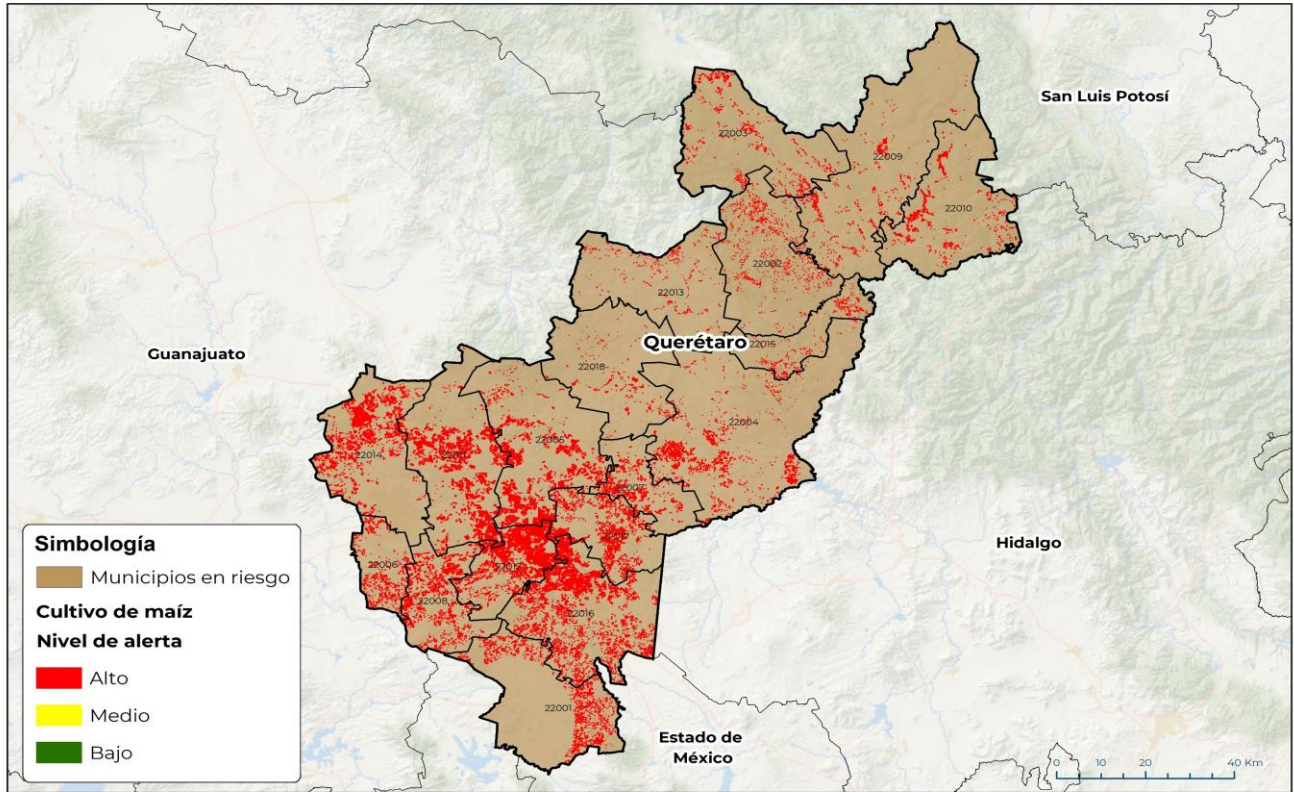 San Luis Potosí
22003
22009
22010
22002
22013
Querétaro
22015
Guanajuato
22018
22004
22005
22014
22011
22007
22017
Hidalgo
22006
22012
22008
22016
22001
Estado de
México
Simbología
Municipios en riesgo
Cultivo de maíz
Nivel de alerta
Alto
Medio
Bajo
0 10 20 40 Km